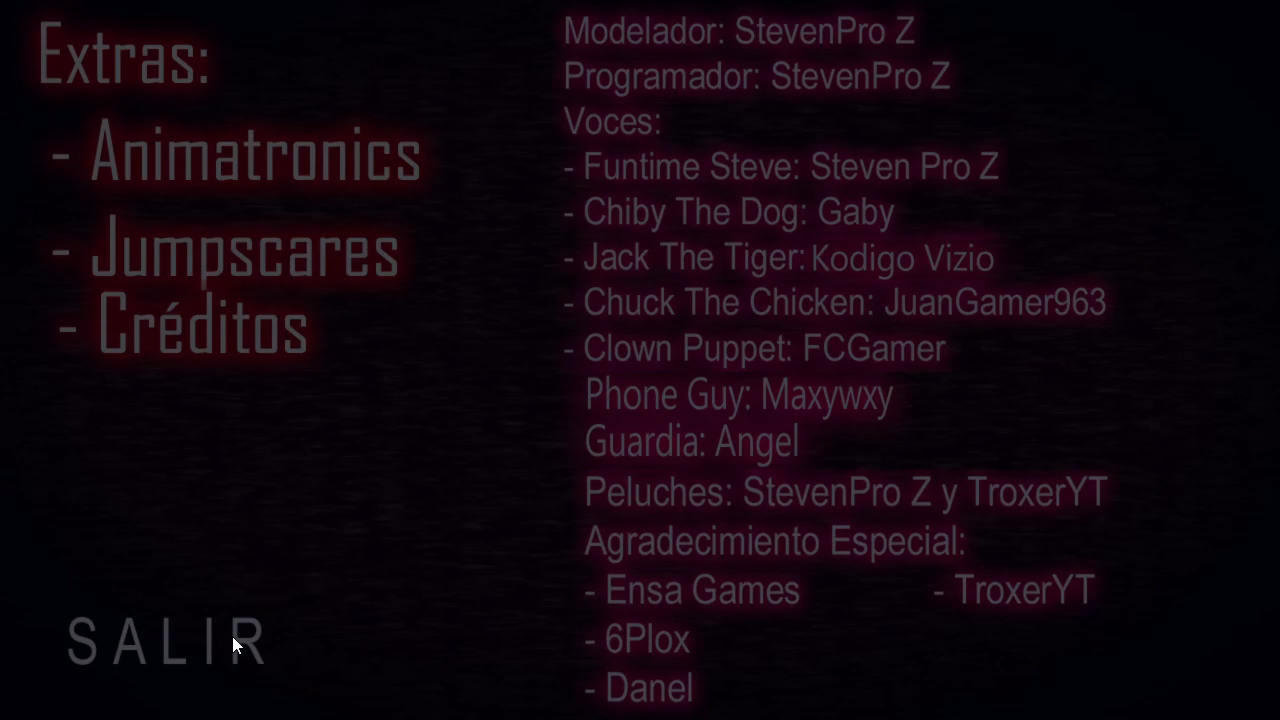 Extras:
- Animatronics
- Jumpscares
- Créditos
S A L I R
Modelador: StevenPro Z
Programador: StevenPro Z
Voces:
- Funtime Steve: Steven Pro Z
- Chiby The Dog: Gaby
- Jack The Tiger: Kodigo Vizio
- Chuck The Chicken: JuanGamer963
- Clown Puppet: FCGamer
Phone Guy: Maxywxy
Guardia: Angel
Peluches: StevenPro Z y TroxerYT
Agradecimiento Especial:
- Ensa Games - TroxerYT
- 6Plox
- Danel